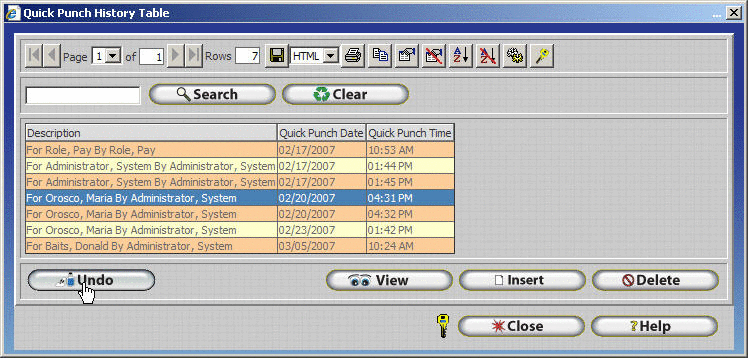 Quick Punch History Table
Page 1 of 1 Rows 7 HTML
Search Clear
Description Quick Punch Date Quick Punch Time
For Role, Pay By Role, Pay 02/17/2007 10:53 AM
For Administrator, System By Administrator, System 02/17/2007 01:44 PM
For Administrator, System By Administrator, System 02/17/2007 01:45 PM
For Orosco, Maria By Administrator, System 02/20/2007 04:31 PM
For Orosco, Maria By Administrator, System 02/20/2007 04:32 PM
For Orosco, Maria By Administrator, System 02/23/2007 01:42 PM
For Baits, Donald By Administrator, System 03/05/2007 10:24 AM
Undo View Insert Delete
Close ? Help